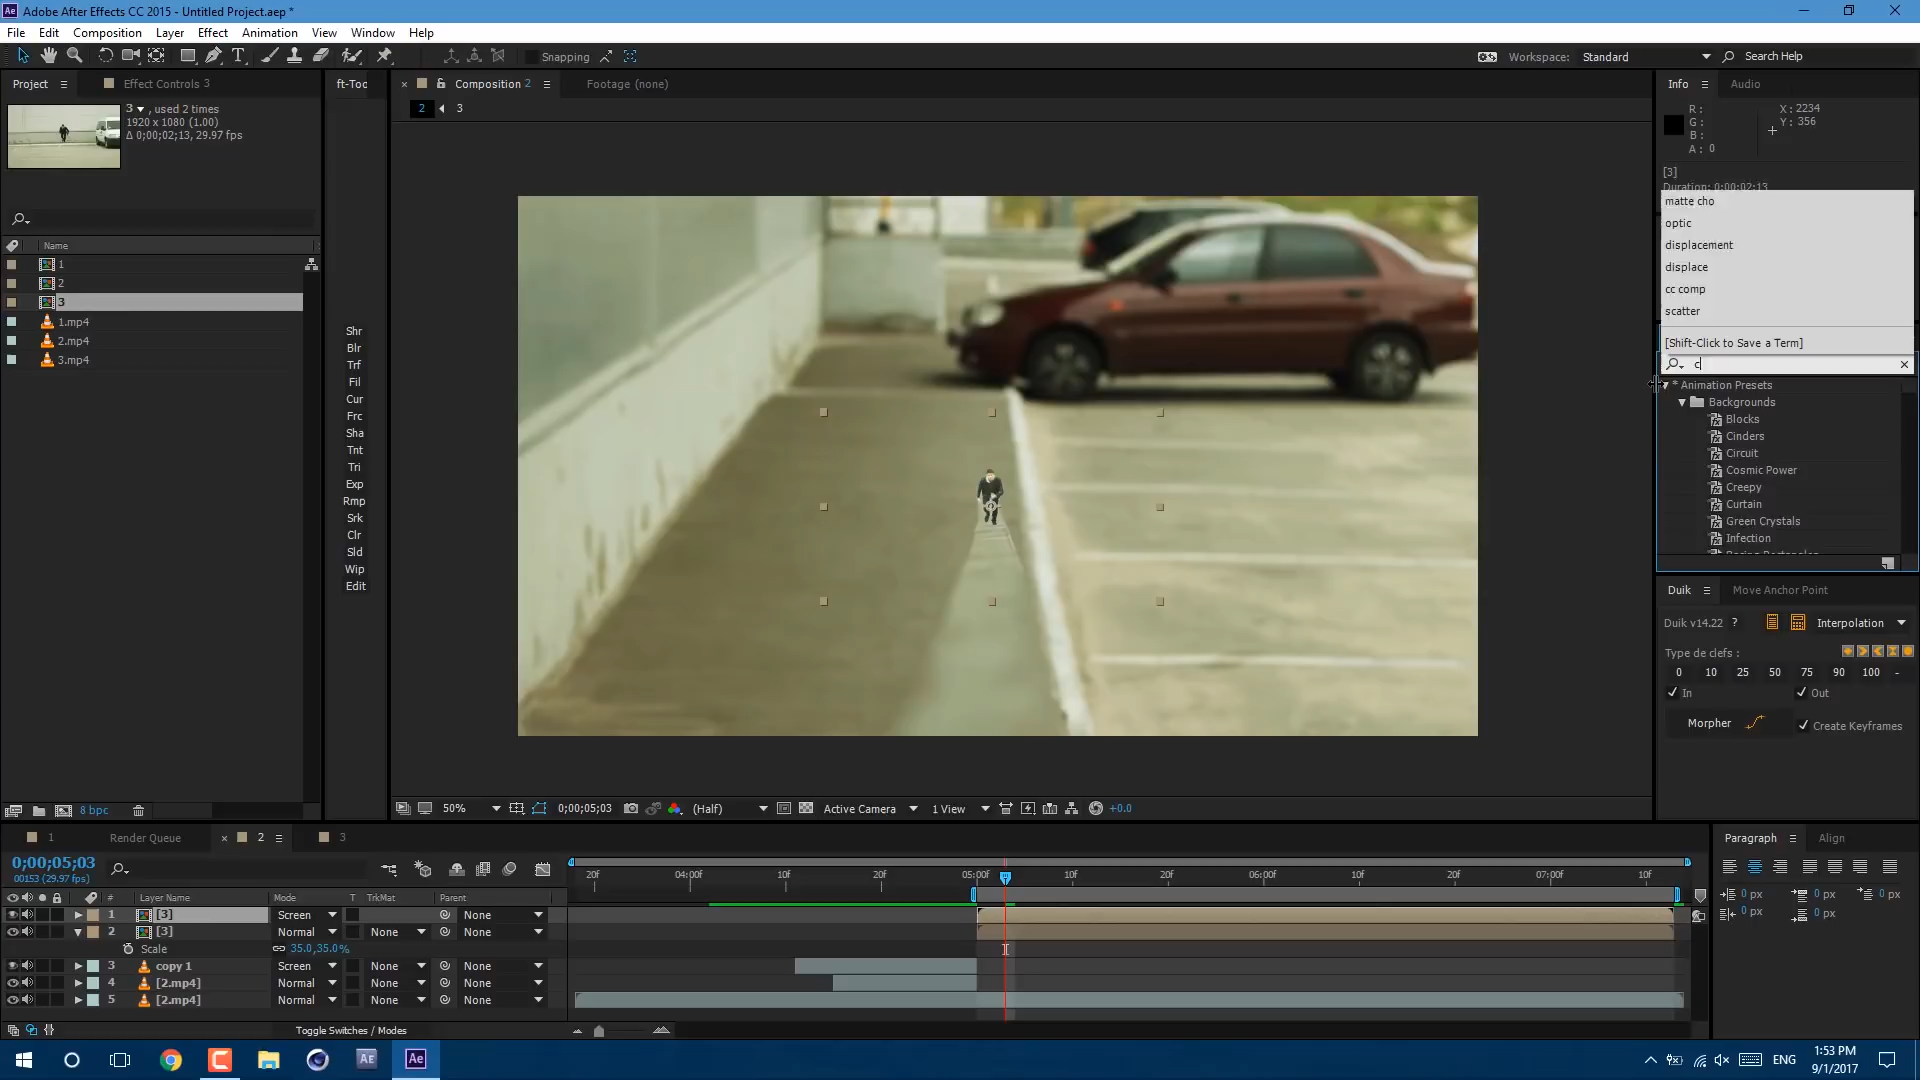 Adobe After Effects CC 2015 - Untitled Project.aep *
File Edit Composition Layer Effect Animation View Window Help
Snapping
Workspace: Standard Search Help
Project Effect Controls 3
ft-Too
Composition 2
Footage (none)
Info Audio
3 , used 2 times
1920 x 1080 (1.00)
Δ 0;00;02;13, 29.97 fps
2 3
R :
G :
B :
A : 0
X : 2234
Y : 356
[3]
Duration: 0;00;02;13
matte cho
optic
displacement
displace
cc comp
scatter
[Shift-Click to Save a Term]
c
* Animation Presets
Backgrounds
Blocks
Cinders
Circuit
Cosmic Power
Creepy
Curtain
Green Crystals
Infection
Name
1
2
3
1.mp4
2.mp4
3.mp4
Shr
Blr
Trf
Fil
Cur
Frc
Sha
Tnt
Tri
Exp
Rmp
Srk
Clr
Sld
Wip
Edit
Duik Move Anchor Point
Duik v14.22 ? Interpolation
Type de clefs :
0 10 25 50 75 90 100 -
In Out
Morpher Create Keyframes
8 bpc
50% 0;00;05;03 (Half) Active Camera 1 View +0.0
1 Render Queue 2 3
0;00;05;03
00153 (29.97 fps)
20f 04:00f 10f 20f 05:00f 10f 20f 06:00f 10f 20f 07:00f 10f
# Layer Name Mode T TrkMat Parent
1 [3] Screen None
2 [3] Normal None None
Scale 35.0,35.0%
3 copy 1 Screen None None
4 [2.mp4] Normal None None
5 [2.mp4] Normal None None
Toggle Switches / Modes
Paragraph Align
0 px 0 px 0 px
0 px 0 px
ENG
1:53 PM
9/1/2017